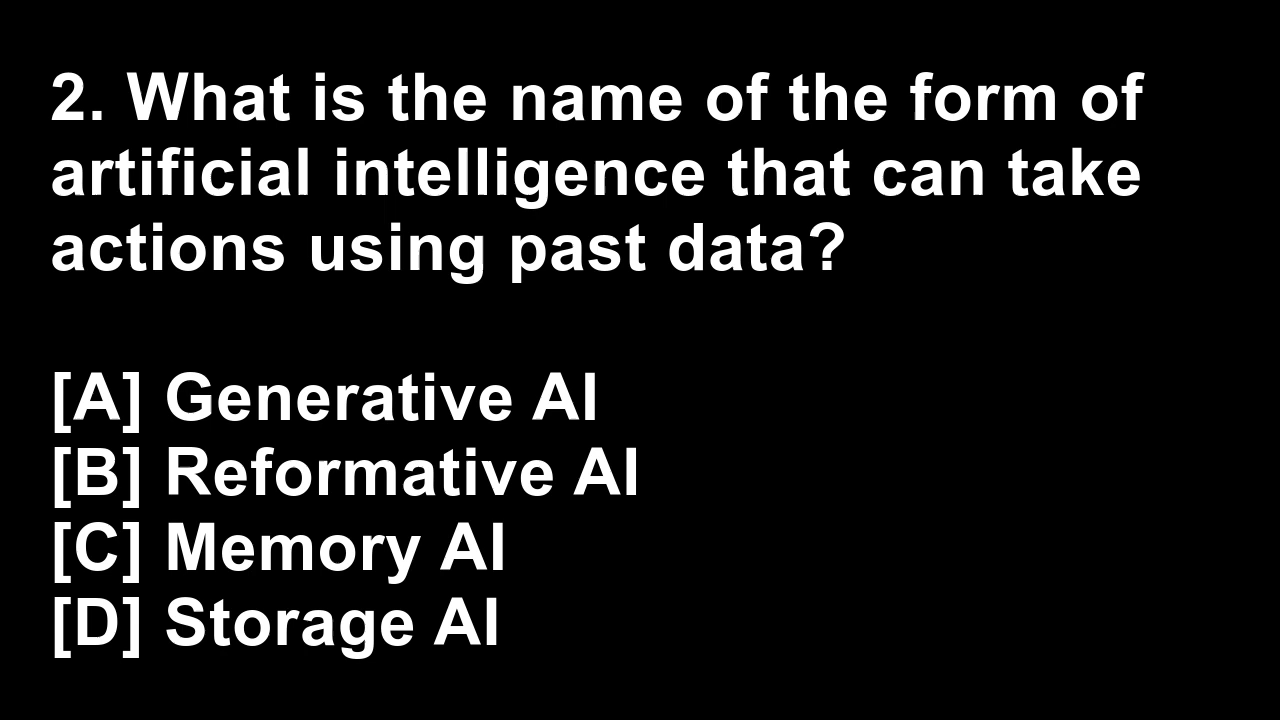 2. What is the name of the form of
artificial intelligence that can take
actions using past data?
[A] Generative AI
[B] Reformative AI
[C] Memory AI
[D] Storage AI